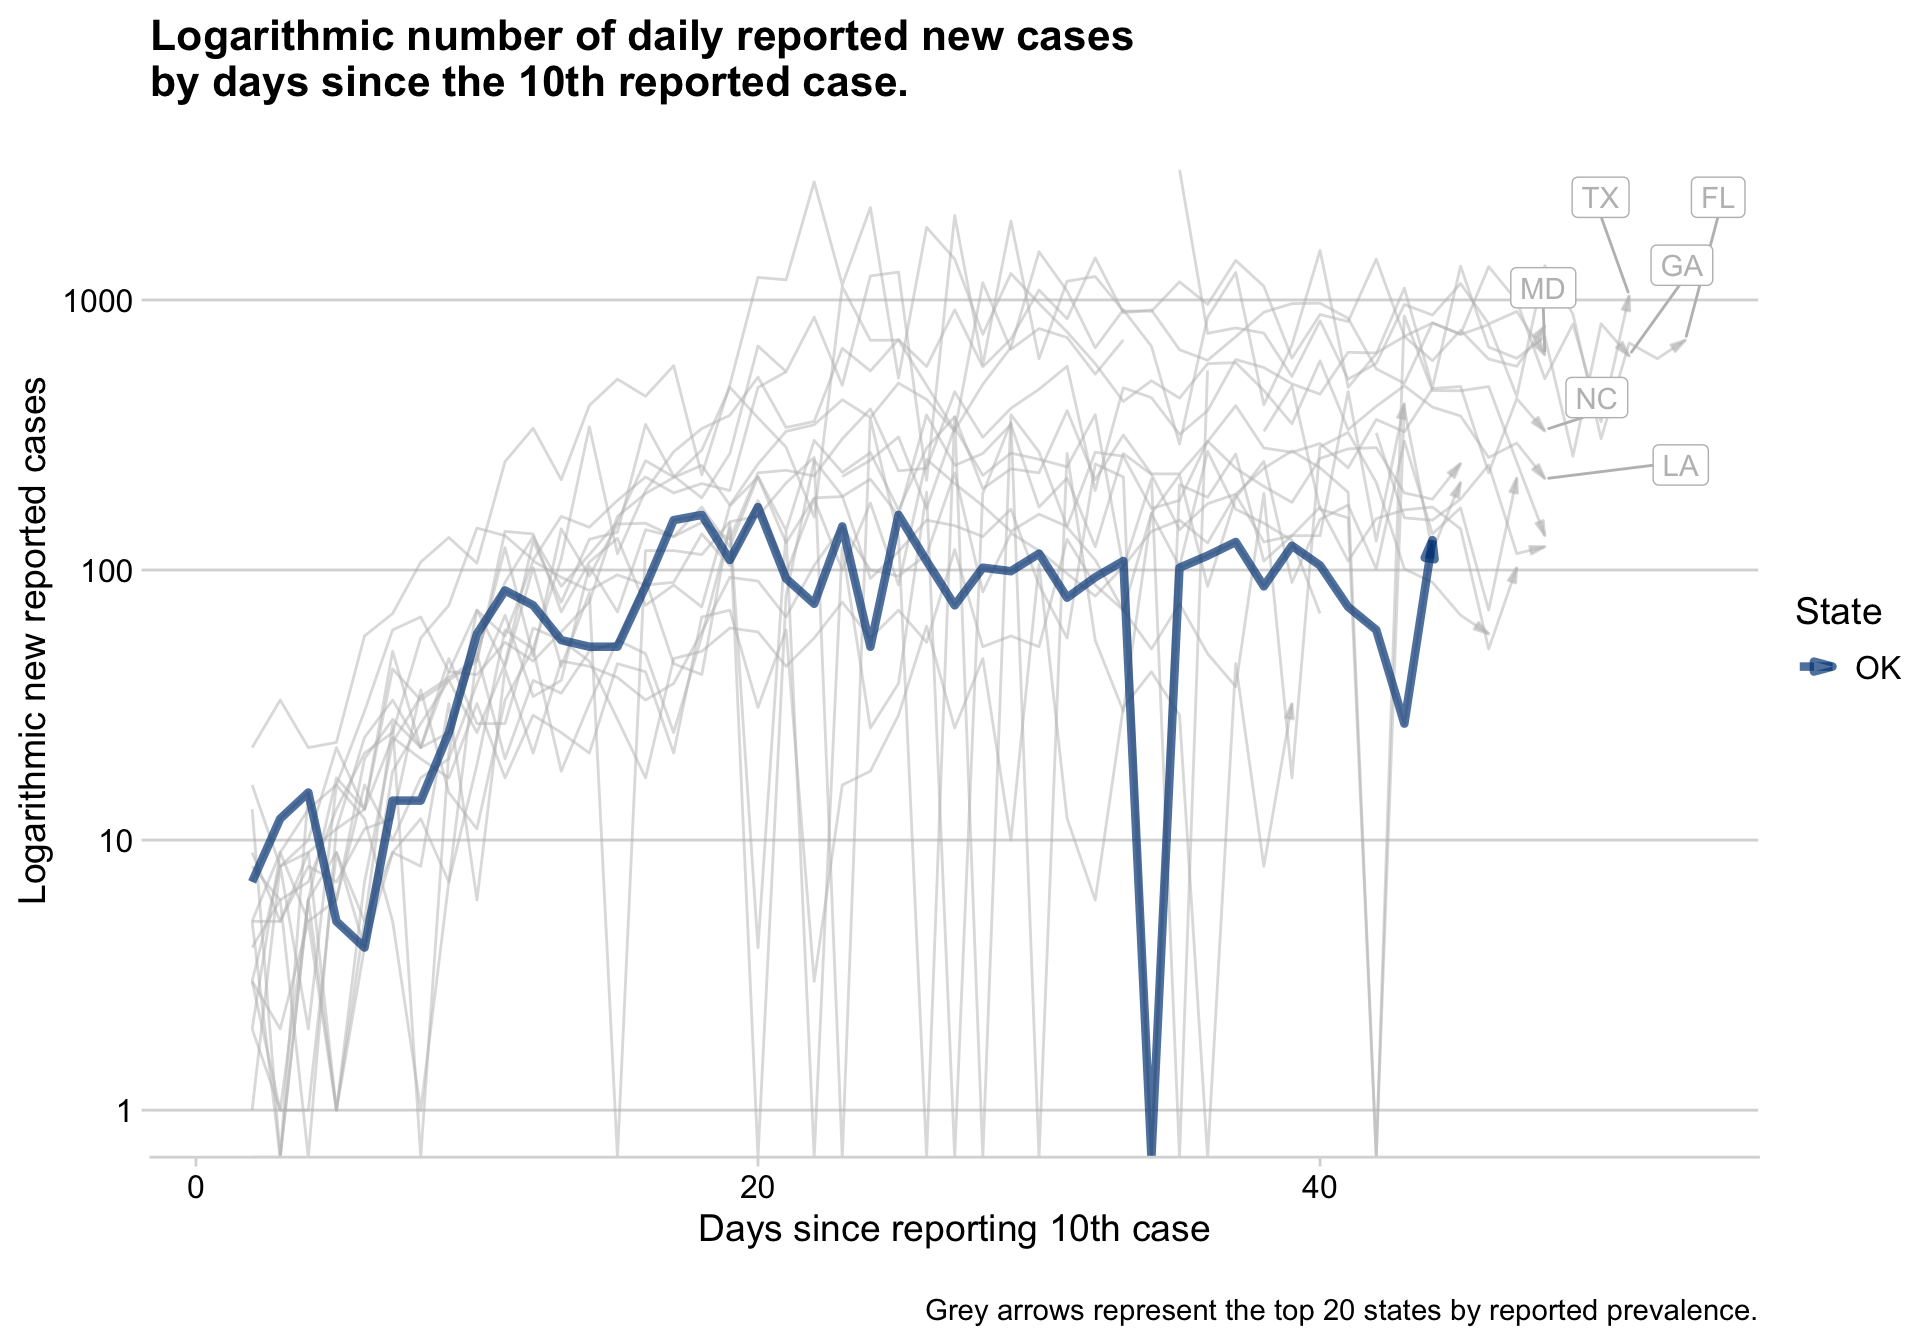 Logarithmic number of daily reported new cases
by days since the 10th reported case.
Logarithmic new reported cases
1000
100
10
1
0
20
40
Days since reporting 10th case
TX
FL
GA
MD
NC
LA
State
OK
Grey arrows represent the top 20 states by reported prevalence.